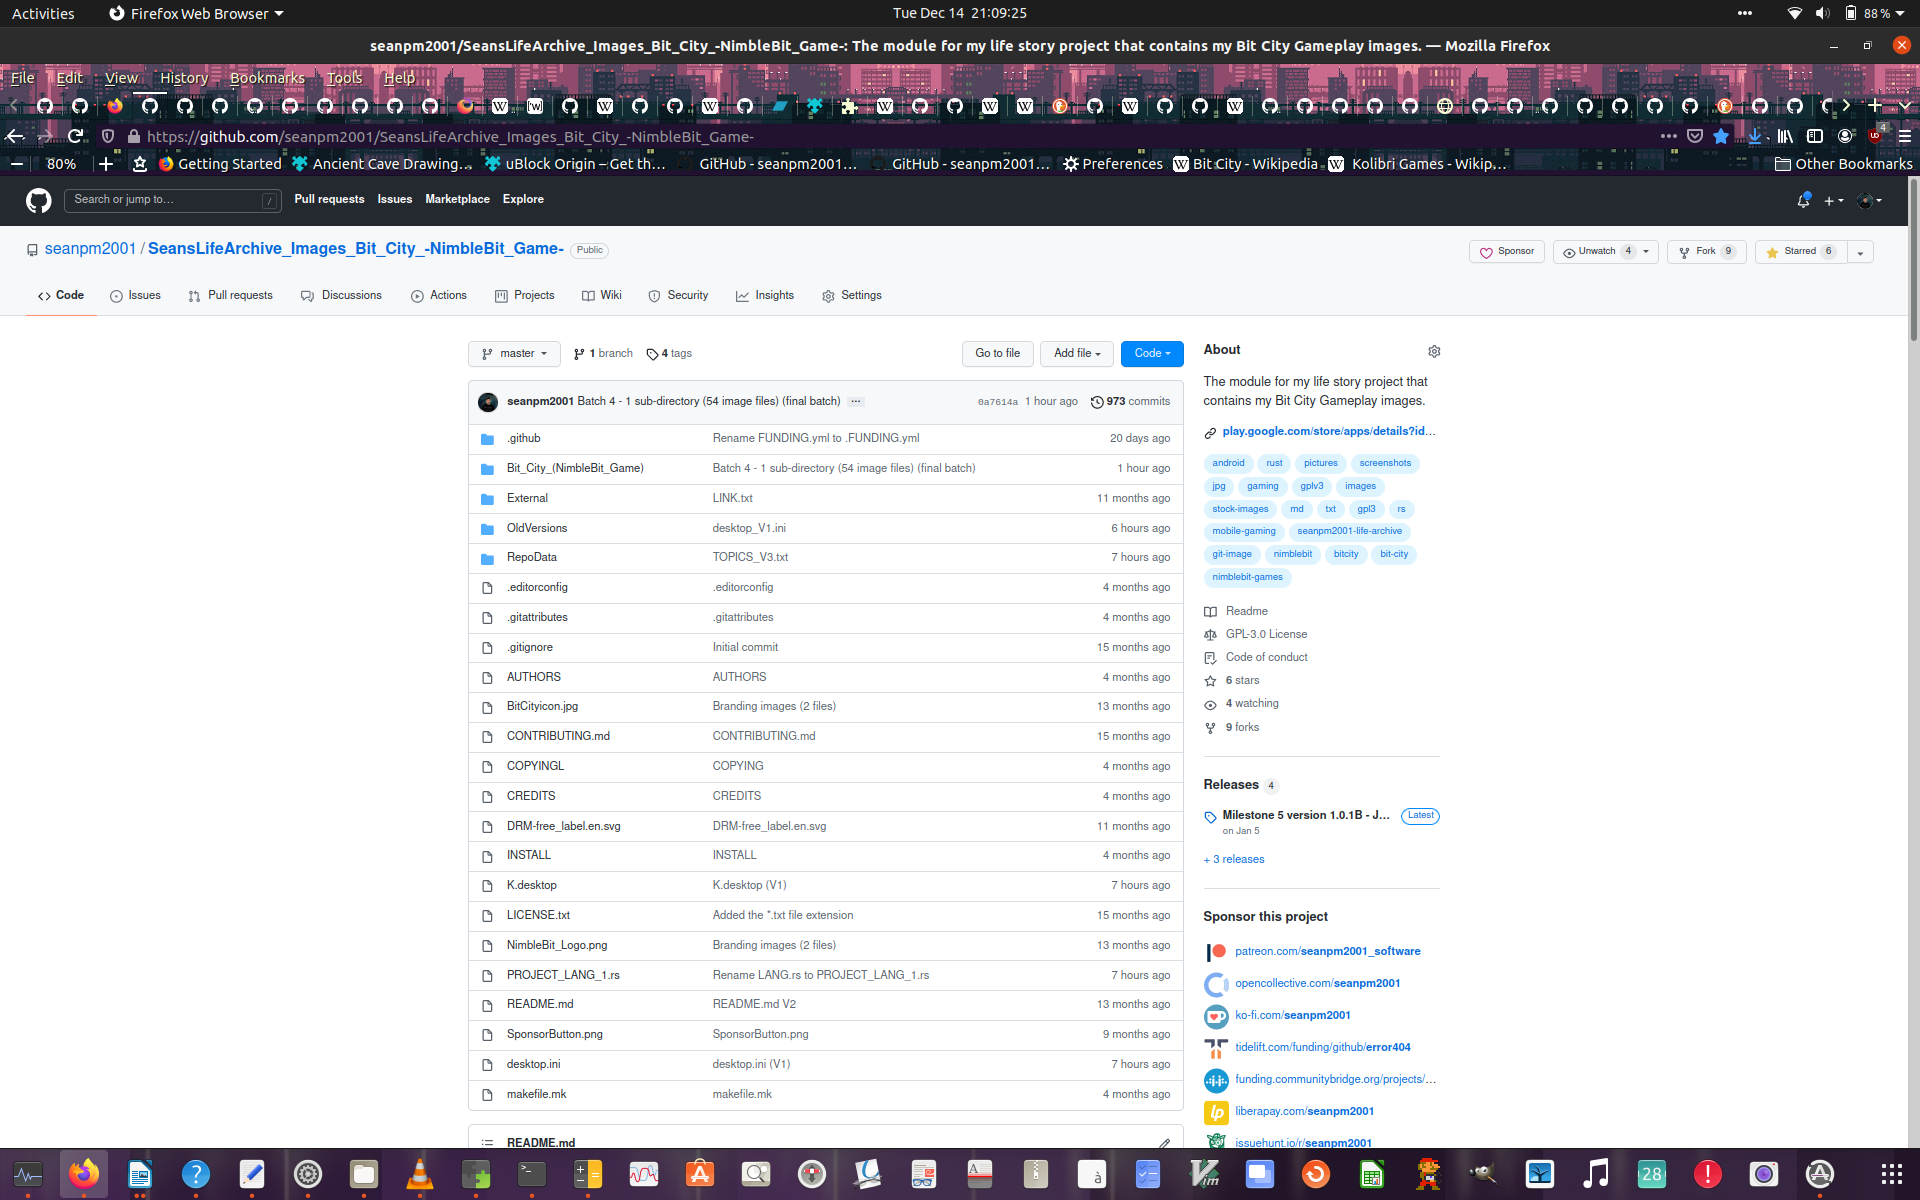 Activities Firefox Web Browser Tue Dec 14 21:09:25 88 %
seanpm2001/SeansLifeArchive_Images_Bit_City_-NimbleBit_Game-: The module for my life story project that contains my Bit City Gameplay images. — Mozilla Firefox
File Edit View History Bookmarks Tools Help
https://github.com/seanpm2001/SeansLifeArchive_Images_Bit_City_-NimbleBit_Game- 4
80% Getting Started Ancient Cave Drawing… uBlock Origin – Get th… GitHub - seanpm2001… GitHub - seanpm2001… Preferences Bit City - Wikipedia Kolibri Games - Wikip… Other Bookmarks
Search or jump to… / Pull requests Issues Marketplace Explore
seanpm2001 / SeansLifeArchive_Images_Bit_City_-NimbleBit_Game- Public Sponsor Unwatch 4 Fork 9 Starred 6
Code Issues Pull requests Discussions Actions Projects Wiki Security Insights Settings
master 1 branch 4 tags Go to file Add file Code
seanpm2001 Batch 4 - 1 sub-directory (54 image files) (final batch) ··· 0a7614a 1 hour ago 973 commits
.github Rename FUNDING.yml to .FUNDING.yml 20 days ago
Bit_City_(NimbleBit_Game) Batch 4 - 1 sub-directory (54 image files) (final batch) 1 hour ago
External LINK.txt 11 months ago
OldVersions desktop_V1.ini 6 hours ago
RepoData TOPICS_V3.txt 7 hours ago
.editorconfig .editorconfig 4 months ago
.gitattributes .gitattributes 4 months ago
.gitignore Initial commit 15 months ago
AUTHORS AUTHORS 4 months ago
BitCityicon.jpg Branding images (2 files) 13 months ago
CONTRIBUTING.md CONTRIBUTING.md 15 months ago
COPYINGL COPYING 4 months ago
CREDITS CREDITS 4 months ago
DRM-free_label.en.svg DRM-free_label.en.svg 11 months ago
INSTALL INSTALL 4 months ago
K.desktop K.desktop (V1) 7 hours ago
LICENSE.txt Added the *.txt file extension 15 months ago
NimbleBit_Logo.png Branding images (2 files) 13 months ago
PROJECT_LANG_1.rs Rename LANG.rs to PROJECT_LANG_1.rs 7 hours ago
README.md README.md V2 13 months ago
SponsorButton.png SponsorButton.png 9 months ago
desktop.ini desktop.ini (V1) 7 hours ago
makefile.mk makefile.mk 4 months ago
README.md
About
The module for my life story project that
contains my Bit City Gameplay images.
play.google.com/store/apps/details?id…
android rust pictures screenshots
jpg gaming gplv3 images
stock-images md txt gpl3 rs
mobile-gaming seanpm2001-life-archive
git-image nimblebit bitcity bit-city
nimblebit-games
Readme
GPL-3.0 License
Code of conduct
6 stars
4 watching
9 forks
Releases 4
Milestone 5 version 1.0.1B - J… Latest
on Jan 5
+ 3 releases
Sponsor this project
patreon.com/seanpm2001_software
opencollective.com/seanpm2001
ko-fi.com/seanpm2001
tidelift.com/funding/github/error404
funding.communitybridge.org/projects/…
liberapay.com/seanpm2001
issuehunt.io/r/seanpm2001
28